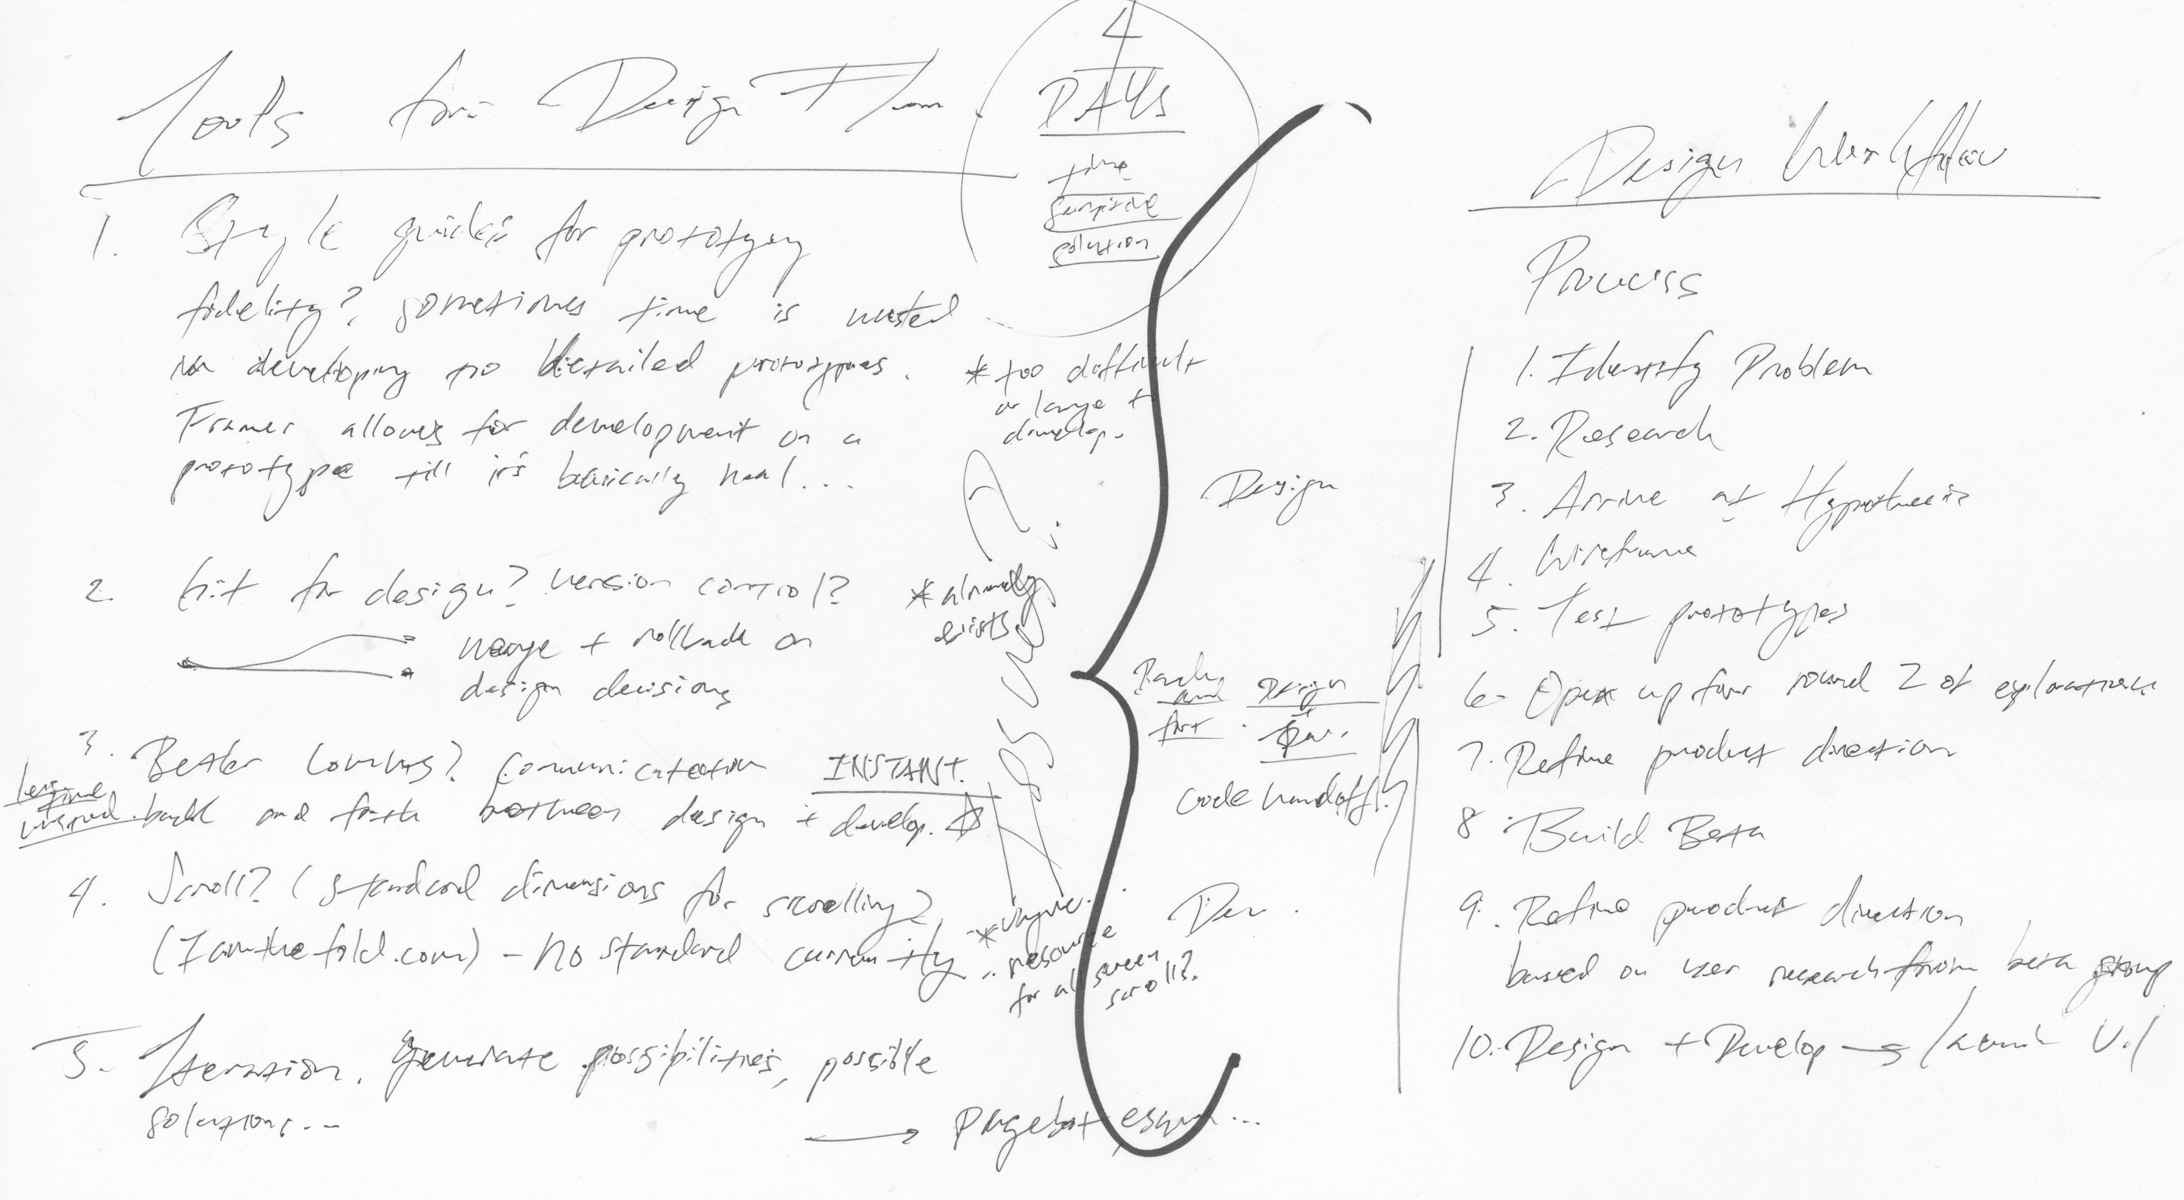 Tools for Design Flow
4
DAYS
time
sensitive
solution
1. Style guides for prototyping
fidelity?, sometimes time is wasted
in developing too detailed prototypes.
Framer allows for development on a
prototype till it's basically real...
* too difficult
or large to
develop.
2. Git for design? version control?
merge + rollback on
design decisions
* already
exists
Issues?
3. Better Comms? Communication INSTANT.
less time
wasted. back and forth between design + develop.
4. Scroll? (standard dimensions for scrolling?
(Iamthefold.com) - No standard currently
* vague.
resource
for all screen
scroll?
5. Iteration. generate possibilities, possible
solutions...
→ Pagebot, esque...
Design
Back
and
forth
Design
Dev.
code handoff?
Dev.
Design Workflow
Process
1. Identify Problem
2. Research
3. Arrive at Hypothesis
4. Wireframe
5. Test prototypes
6. Open up for round 2 of explorations
7. Refine product direction
8. Build Beta
9. Refine product direction
based on user research from beta group
10. Design + Develop → launch V.1